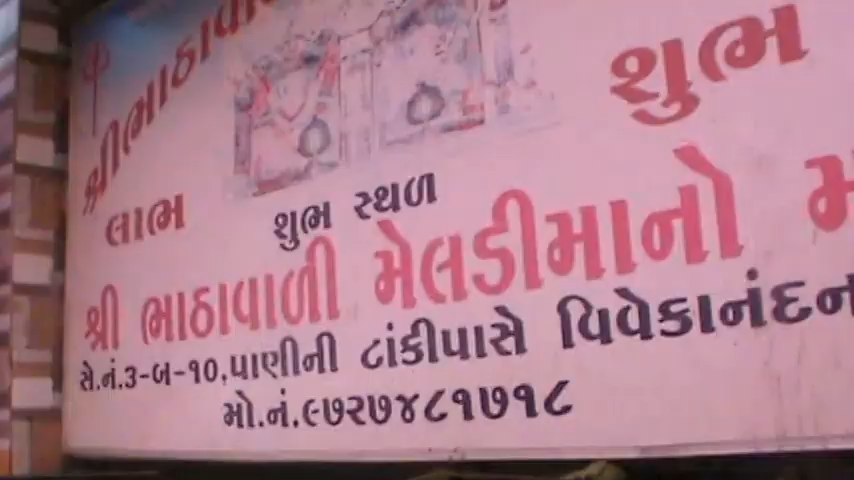 શ્રી ભાઠાવાળ
લાભ
શુભ
શુભ સ્થળ
શ્રી ભાઠાવાળી મેલડીમાનો મ
સે.નં.૩-બ-૧૦,પાણીની ટાંકીપાસે વિવેકાનંદન
મો.નં.૯૭૨૭૪૮૧૭૧૮